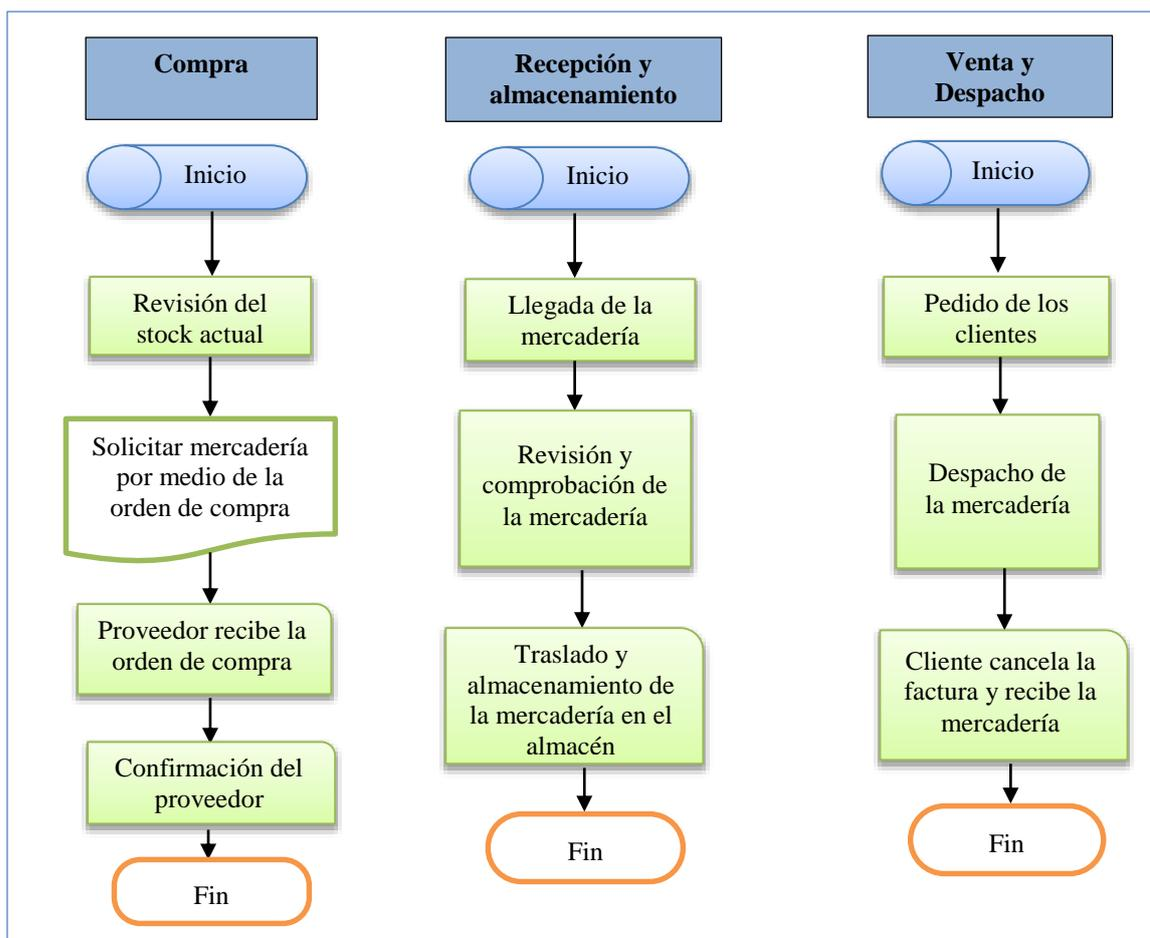 Compra
Inicio
Revisión del
stock actual
Solicitar mercadería
por medio de la
orden de compra
Proveedor recibe la
orden de compra
Confirmación del
proveedor
Fin
Recepción y
almacenamiento
Inicio
Llegada de la
mercadería
Revisión y
comprobación de
la mercadería
Traslado y
almacenamiento de
la mercadería en el
almacén
Fin
Venta y
Despacho
Inicio
Pedido de los
clientes
Despacho de
la mercadería
Cliente cancela la
factura y recibe la
mercadería
Fin